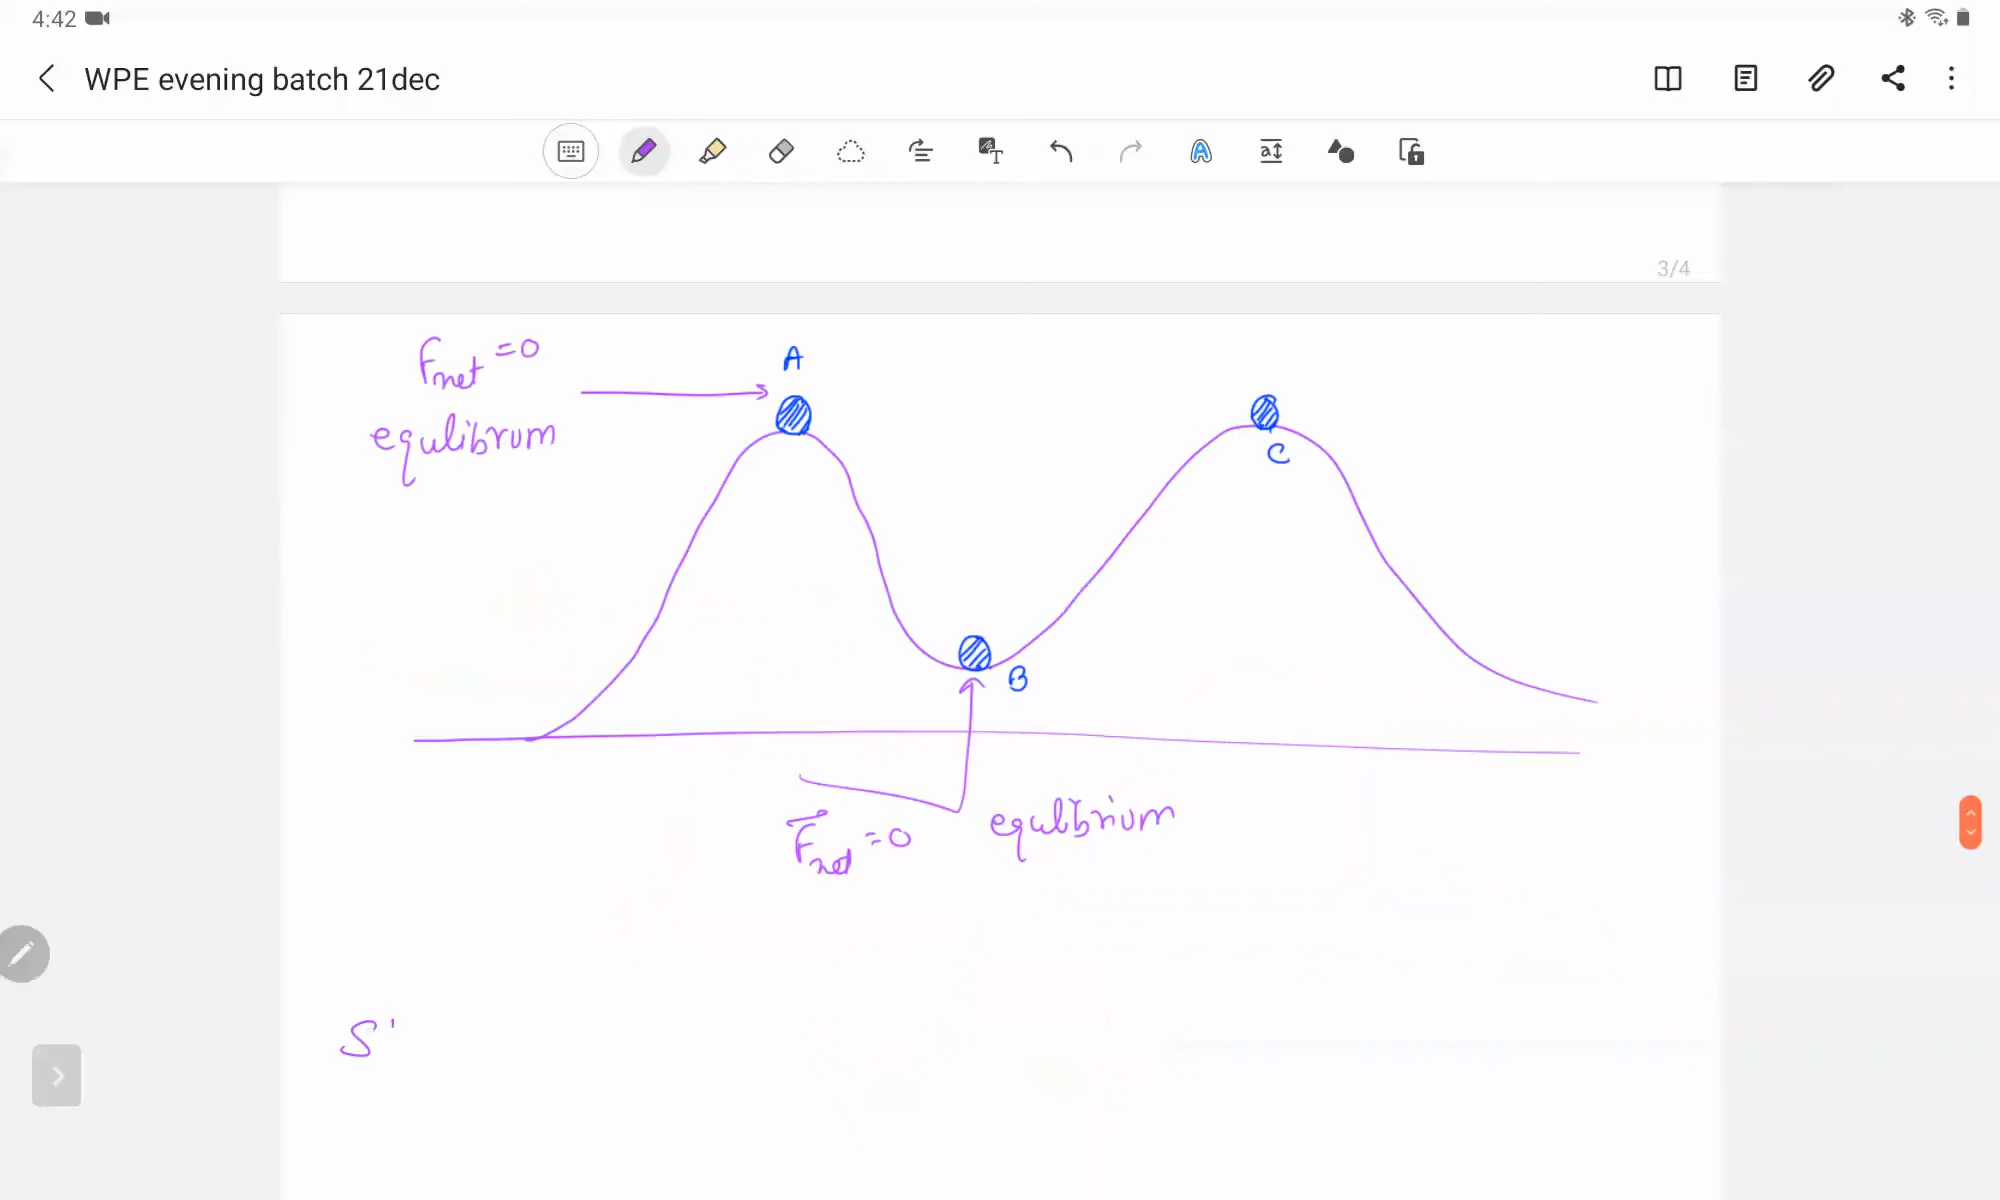 4:42
WPE evening batch 21dec
3/4
Fnet =0
equlibrum
A
C
B
Fnet =0
equlibrium
S'